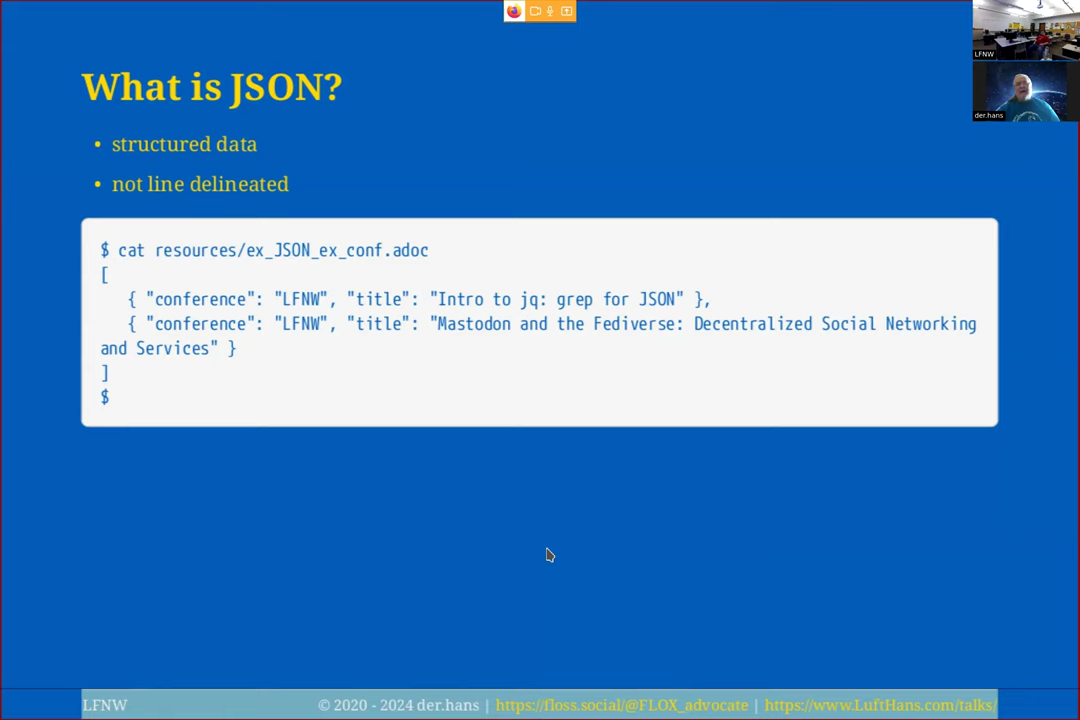 LFNW
der.hans
What is JSON?
• structured data
• not line delineated
$ cat resources/ex_JSON_ex_conf.adoc
[
{ "conference": "LFNW", "title": "Intro to jq: grep for JSON" },
{ "conference": "LFNW", "title": "Mastodon and the Fediverse: Decentralized Social Networking
and Services" }
]
$
LFNW
© 2020 - 2024 der.hans | https://floss.social/@FLOX_advocate | https://www.LuftHans.com/talks/